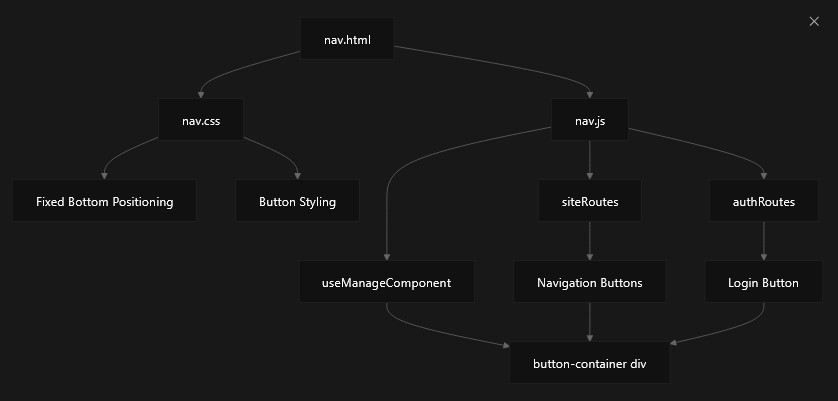 nav.html
nav.css
nav.js
Fixed Bottom Positioning
Button Styling
siteRoutes
authRoutes
useManageComponent
Navigation Buttons
Login Button
button-container div